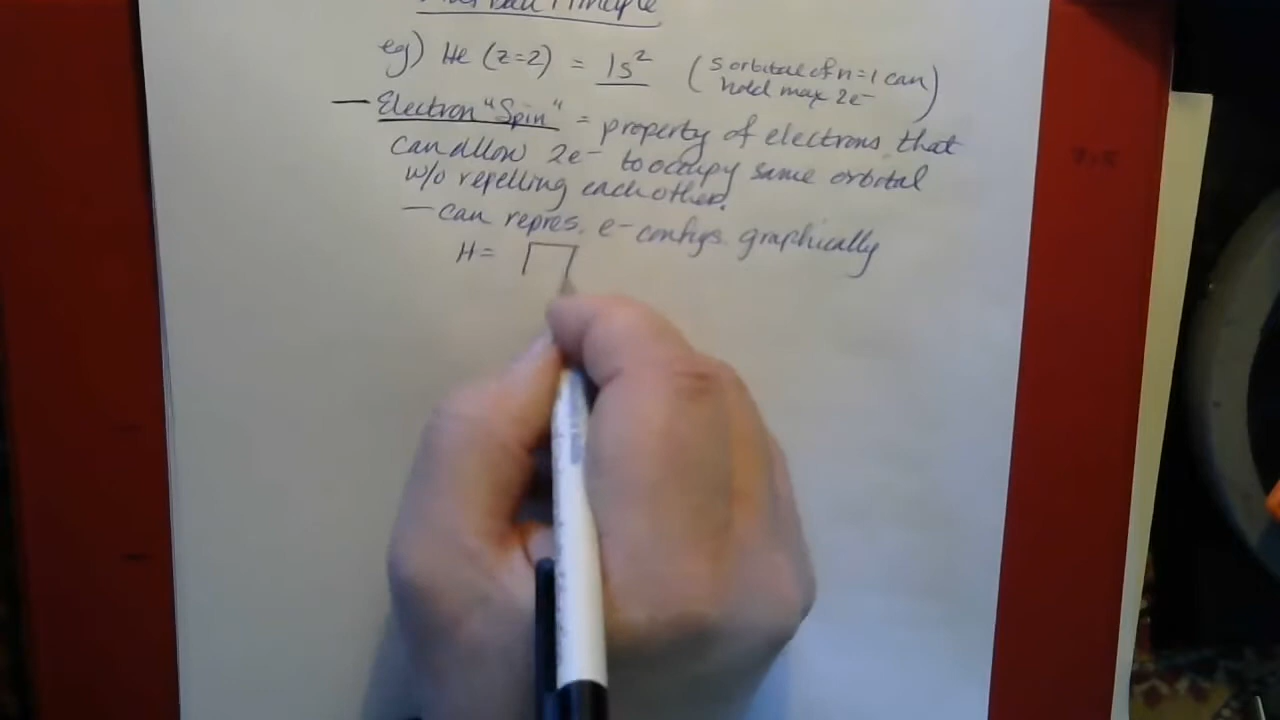 Principle
eg) He (z=2) = 1s² (s orbital of n=1 can
hold max 2e⁻)
— Electron "Spin" = property of electrons that
can allow 2e⁻ to occupy same orbital
w/o repelling each other.
— can repres. e⁻ configs graphically
H =